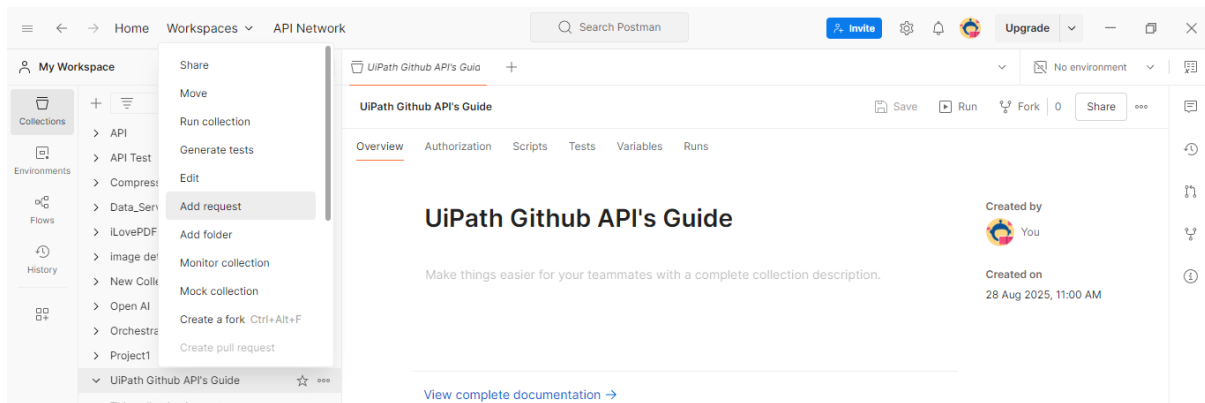 Home Workspaces API Network Search Postman Invite Upgrade
My Workspace
UiPath Github API's Guid
No environment
Collections
Environments
Flows
History
API
API Test
Compress
Data_Serv
iLovePDF
image det
New Colle
Open AI
Orchestra
Project1
UiPath Github API's Guide
Share
Move
Run collection
Generate tests
Edit
Add request
Add folder
Monitor collection
Mock collection
Create a fork Ctrl+Alt+F
Create pull request
UiPath Github API's Guide Save Run Fork 0 Share
Overview Authorization Scripts Tests Variables Runs
UiPath Github API's Guide
Make things easier for your teammates with a complete collection description.
View complete documentation →
Created by
You
Created on
28 Aug 2025, 11:00 AM